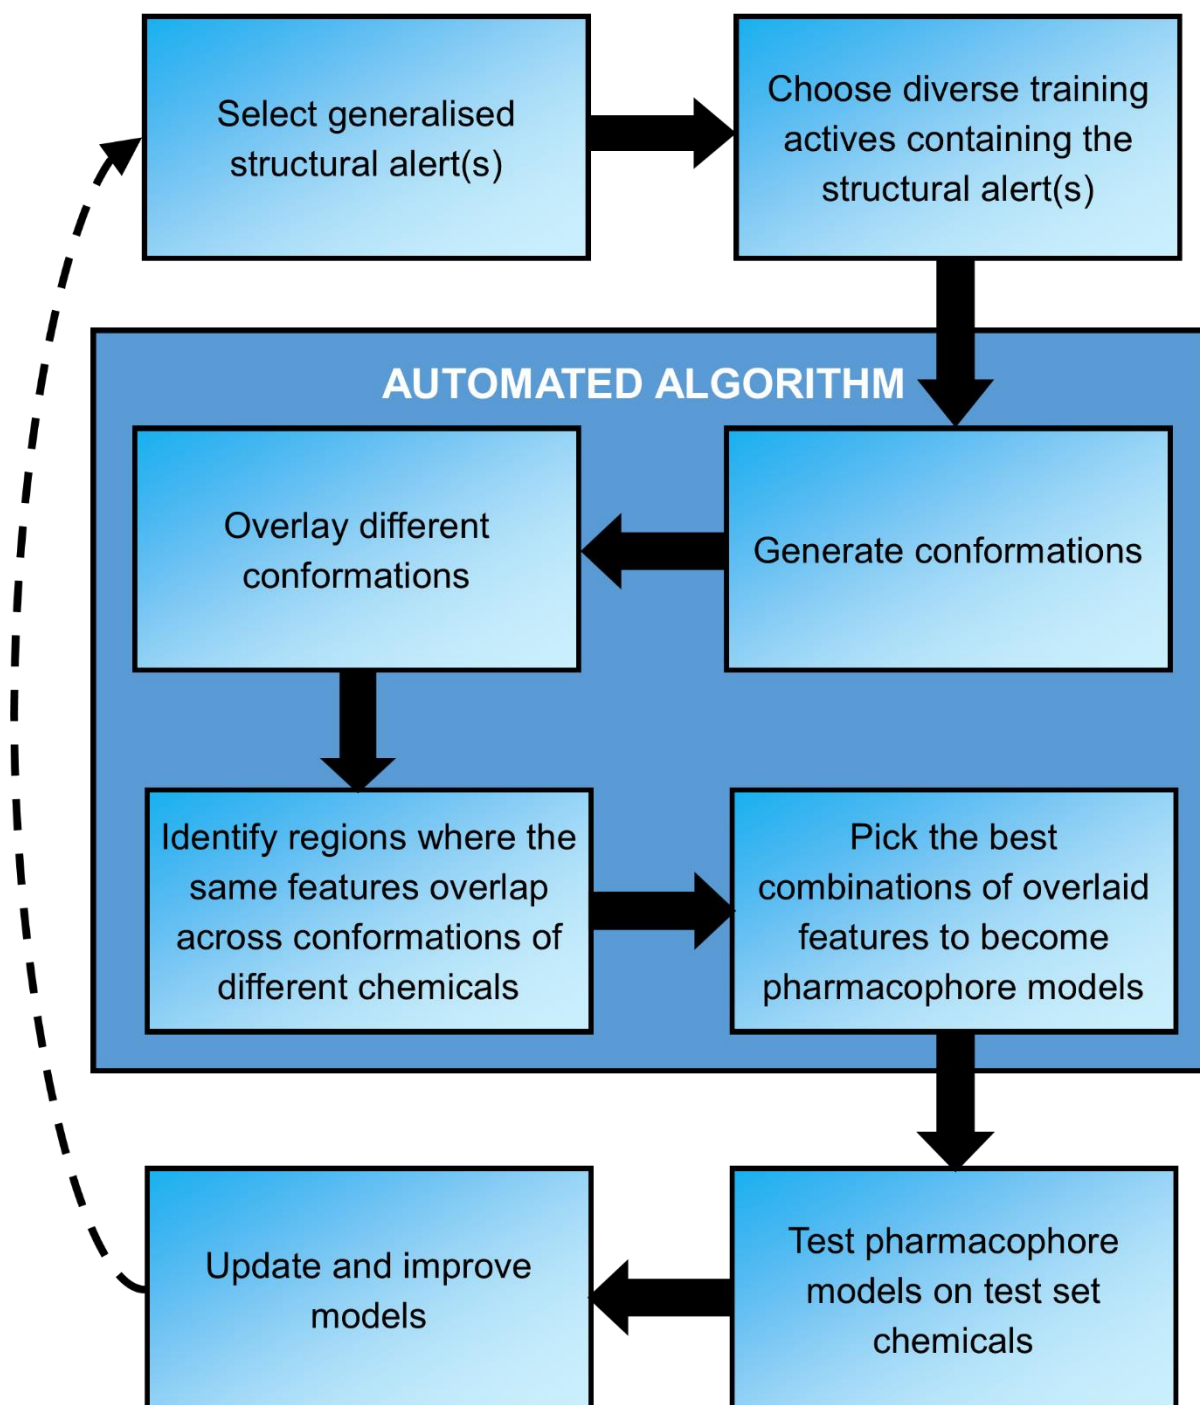 Select generalised
structural alert(s)
Choose diverse training
actives containing the
structural alert(s)
AUTOMATED ALGORITHM
Generate conformations
Overlay different
conformations
Identify regions where the
same features overlap
across conformations of
different chemicals
Pick the best
combinations of overlaid
features to become
pharmacophore models
Test pharmacophore
models on test set
chemicals
Update and improve
models